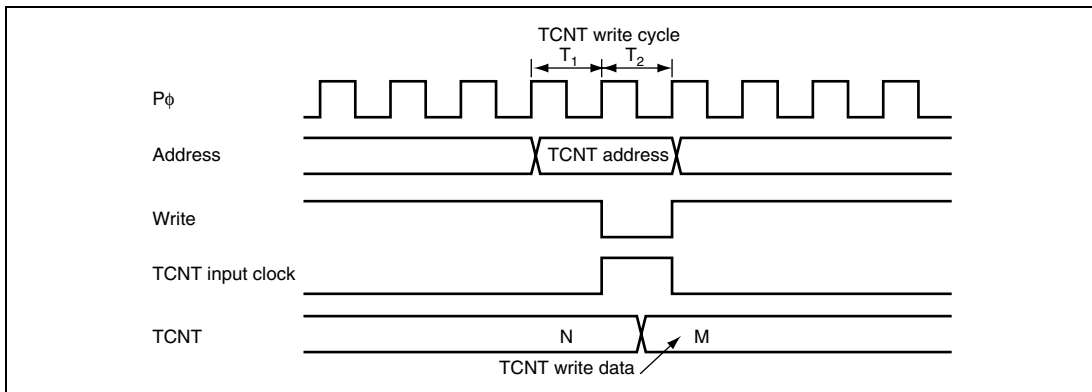 TCNT write cycle
T1 T2
Pϕ
Address TCNT address
Write
TCNT input clock
TCNT N M
TCNT write data